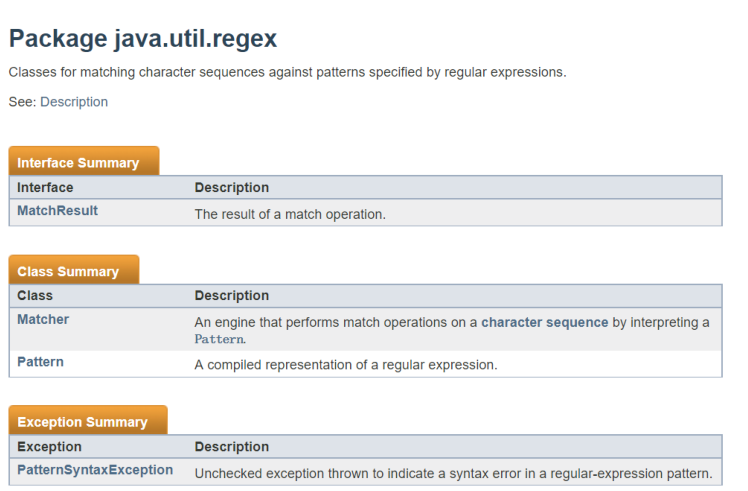 Package java.util.regex
Classes for matching character sequences against patterns specified by regular expressions.
See: Description
Interface Summary
Interface Description
MatchResult The result of a match operation.
Class Summary
Class Description
Matcher An engine that performs match operations on a character sequence by interpreting a
Pattern.
Pattern A compiled representation of a regular expression.
Exception Summary
Exception Description
PatternSyntaxException Unchecked exception thrown to indicate a syntax error in a regular-expression pattern.